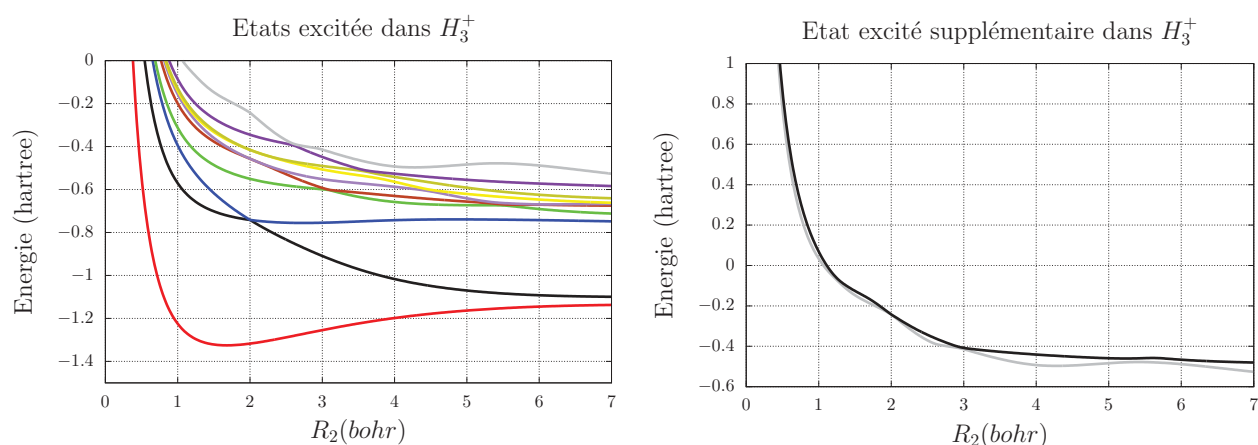 Etats excitée dans $H_3^+$
0
−0.2
−0.4
−0.6
−0.8
−1
−1.2
−1.4
Energie (hartree)
0 1 2 3 4 5 6 7
$R_2(bohr)$
Etat excité supplémentaire dans $H_3^+$
1
0.8
0.6
0.4
0.2
0
−0.2
−0.4
−0.6
Energie (hartree)
0 1 2 3 4 5 6 7
$R_2(bohr)$